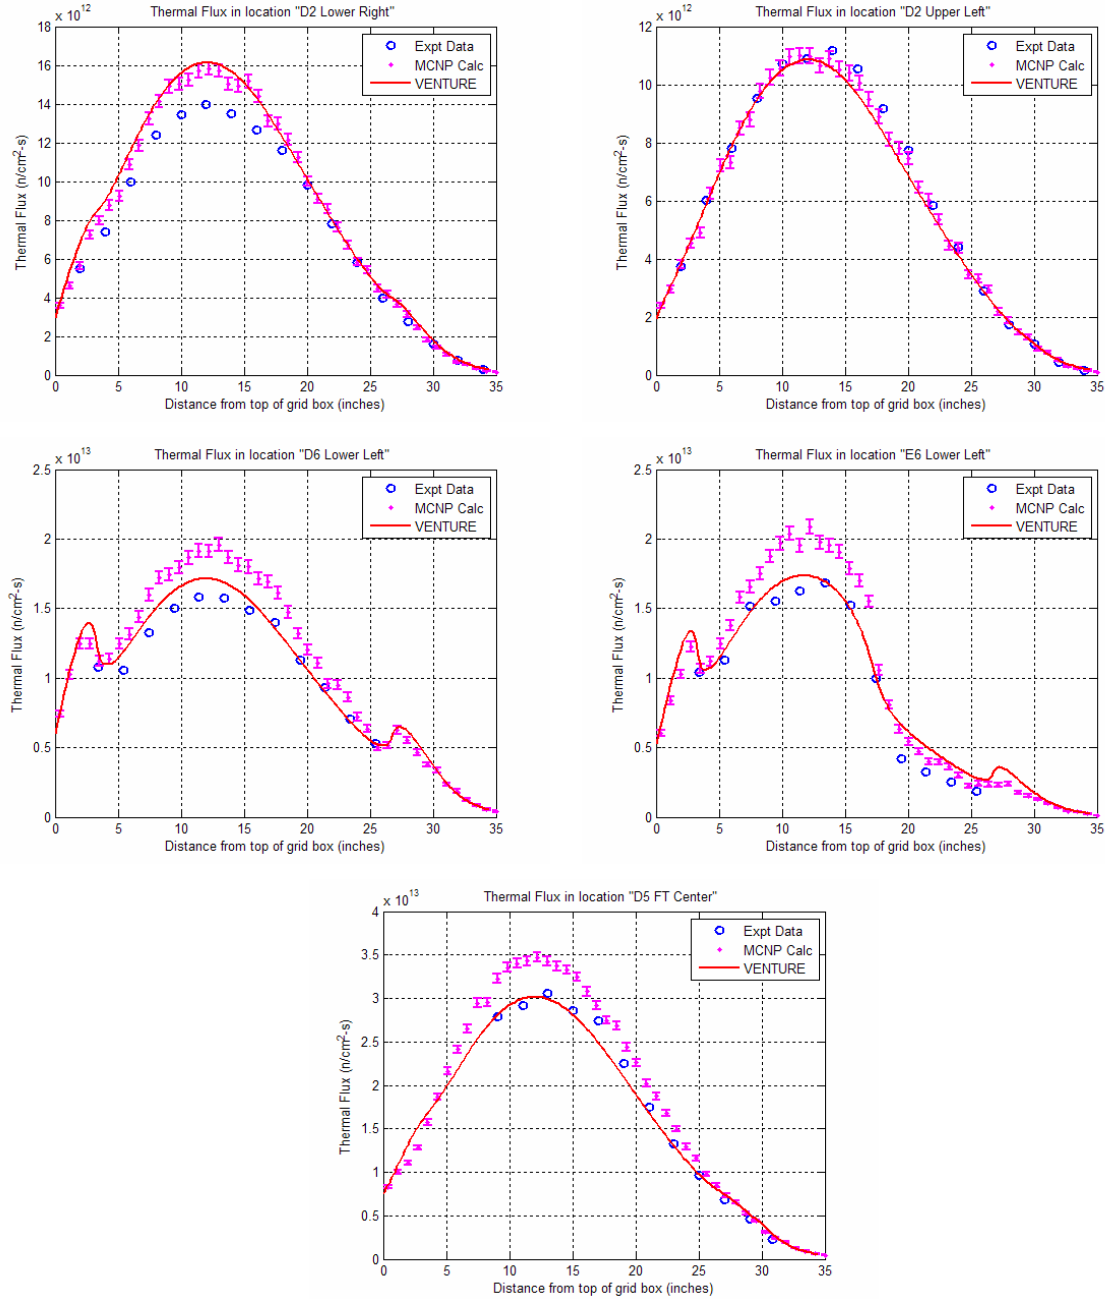 x 10^12
Thermal Flux in location "D2 Lower Right"
18
16
14
12
10
8
6
4
2
0
Thermal Flux (n/cm²-s)
Expt Data
MCNP Calc
VENTURE
0 5 10 15 20 25 30 35
Distance from top of grid box (inches)
x 10^12
Thermal Flux in location "D2 Upper Left"
12
10
8
6
4
2
0
Thermal Flux (n/cm²-s)
Expt Data
MCNP Calc
VENTURE
0 5 10 15 20 25 30 35
Distance from top of grid box (inches)
x 10^13
Thermal Flux in location "D6 Lower Left"
2.5
2
1.5
1
0.5
0
Thermal Flux (n/cm²-s)
Expt Data
MCNP Calc
VENTURE
0 5 10 15 20 25 30 35
Distance from top of grid box (inches)
x 10^13
Thermal Flux in location "E6 Lower Left"
2.5
2
1.5
1
0.5
0
Thermal Flux (n/cm²-s)
Expt Data
MCNP Calc
VENTURE
0 5 10 15 20 25 30 35
Distance from top of grid box (inches)
x 10^13
Thermal Flux in location "D5 FT Center"
4
3.5
3
2.5
2
1.5
1
0.5
0
Thermal Flux (n/cm²-s)
Expt Data
MCNP Calc
VENTURE
0 5 10 15 20 25 30 35
Distance from top of grid box (inches)